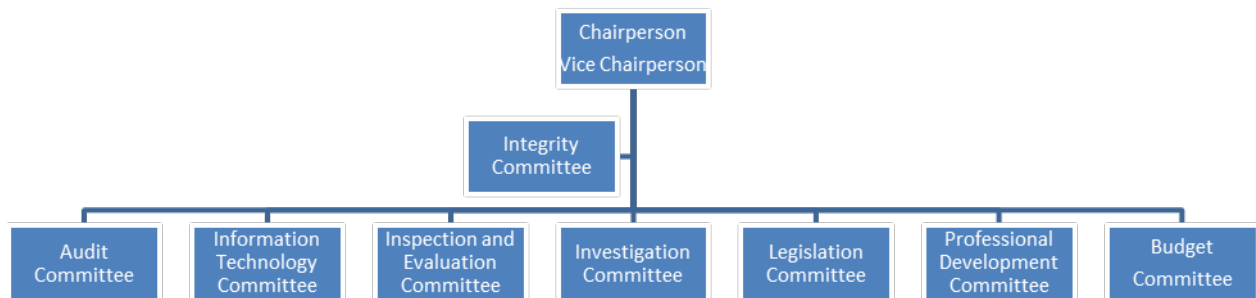 Chairperson
Vice Chairperson
Integrity
Committee
Audit
Committee
Information
Technology
Committee
Inspection and
Evaluation
Committee
Investigation
Committee
Legislation
Committee
Professional
Development
Committee
Budget
Committee